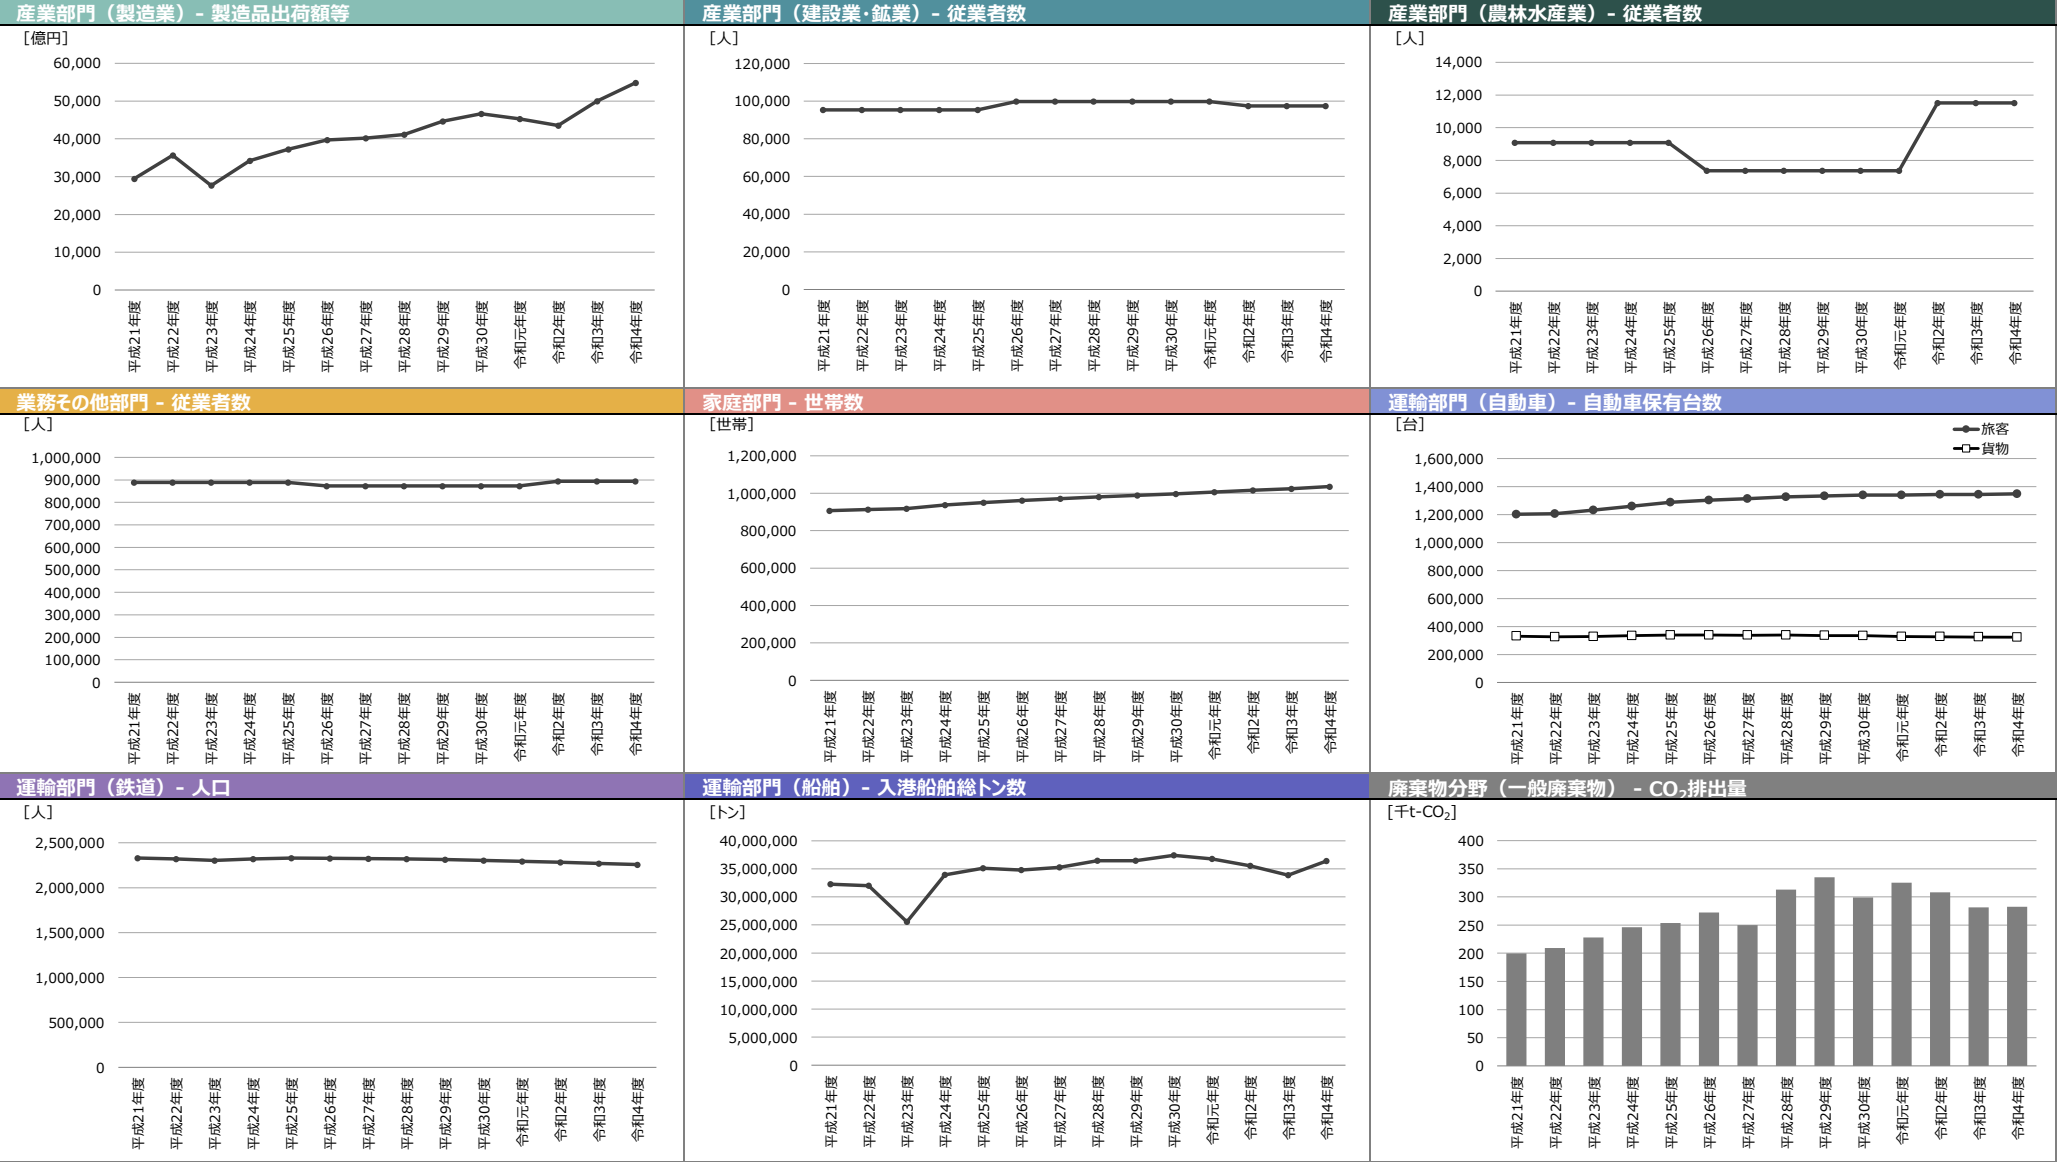 産業部門（製造業）- 製造品出荷額等
［億円］
60,000
50,000
40,000
30,000
20,000
10,000
0
平成21年度
平成22年度
平成23年度
平成24年度
平成25年度
平成26年度
平成27年度
平成28年度
平成29年度
平成30年度
令和元年度
令和2年度
令和3年度
令和4年度
産業部門（建設業･鉱業）- 従業者数
［人］
120,000
100,000
80,000
60,000
40,000
20,000
0
平成21年度
平成22年度
平成23年度
平成24年度
平成25年度
平成26年度
平成27年度
平成28年度
平成29年度
平成30年度
令和元年度
令和2年度
令和3年度
令和4年度
産業部門（農林水産業）- 従業者数
［人］
14,000
12,000
10,000
8,000
6,000
4,000
2,000
0
平成21年度
平成22年度
平成23年度
平成24年度
平成25年度
平成26年度
平成27年度
平成28年度
平成29年度
平成30年度
令和元年度
令和2年度
令和3年度
令和4年度
業務その他部門 - 従業者数
［人］
1,000,000
900,000
800,000
700,000
600,000
500,000
400,000
300,000
200,000
100,000
0
平成21年度
平成22年度
平成23年度
平成24年度
平成25年度
平成26年度
平成27年度
平成28年度
平成29年度
平成30年度
令和元年度
令和2年度
令和3年度
令和4年度
家庭部門 - 世帯数
［世帯］
1,200,000
1,000,000
800,000
600,000
400,000
200,000
0
平成21年度
平成22年度
平成23年度
平成24年度
平成25年度
平成26年度
平成27年度
平成28年度
平成29年度
平成30年度
令和元年度
令和2年度
令和3年度
令和4年度
運輸部門（自動車）- 自動車保有台数
［台］
旅客
貨物
1,600,000
1,400,000
1,200,000
1,000,000
800,000
600,000
400,000
200,000
0
平成21年度
平成22年度
平成23年度
平成24年度
平成25年度
平成26年度
平成27年度
平成28年度
平成29年度
平成30年度
令和元年度
令和2年度
令和3年度
令和4年度
運輸部門（鉄道）- 人口
［人］
2,500,000
2,000,000
1,500,000
1,000,000
500,000
0
平成21年度
平成22年度
平成23年度
平成24年度
平成25年度
平成26年度
平成27年度
平成28年度
平成29年度
平成30年度
令和元年度
令和2年度
令和3年度
令和4年度
運輸部門（船舶）- 入港船舶総トン数
［トン］
40,000,000
35,000,000
30,000,000
25,000,000
20,000,000
15,000,000
10,000,000
5,000,000
0
平成21年度
平成22年度
平成23年度
平成24年度
平成25年度
平成26年度
平成27年度
平成28年度
平成29年度
平成30年度
令和元年度
令和2年度
令和3年度
令和4年度
廃棄物分野（一般廃棄物） - CO₂排出量
［千t-CO₂］
400
350
300
250
200
150
100
50
0
平成21年度
平成22年度
平成23年度
平成24年度
平成25年度
平成26年度
平成27年度
平成28年度
平成29年度
平成30年度
令和元年度
令和2年度
令和3年度
令和4年度